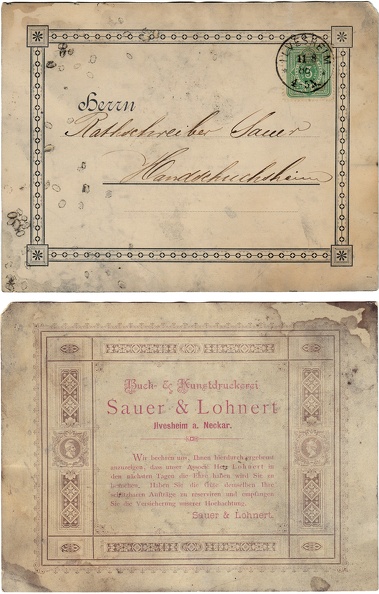 ILVESHEIM
11 8
86
Herrn
Rathschreiber Sauer
Handschuchsheim
Buch- & Kunstdruckerei
Sauer & Lohnert
Ilvesheim a. Neckar.
Wir beehren uns, Ihnen hierdurch ergebenst
anzuzeigen, dass unser Associé Herr Lohnert in
den nächsten Tagen die Ehre haben wird Sie zu
besuchen. Haben Sie die Güte demselben Ihre
schätzbaren Aufträge zu reserviren und empfangen
Sie die Versicherung unserer Hochachtung.
Sauer & Lohnert.